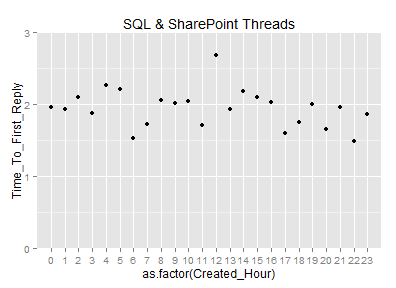 SQL & SharePoint Threads
Time_To_First_Reply
3
2
1
0
0 1 2 3 4 5 6 7 8 9 10 11 12 13 14 15 16 17 18 19 20 21 22 23
as.factor(Created_Hour)